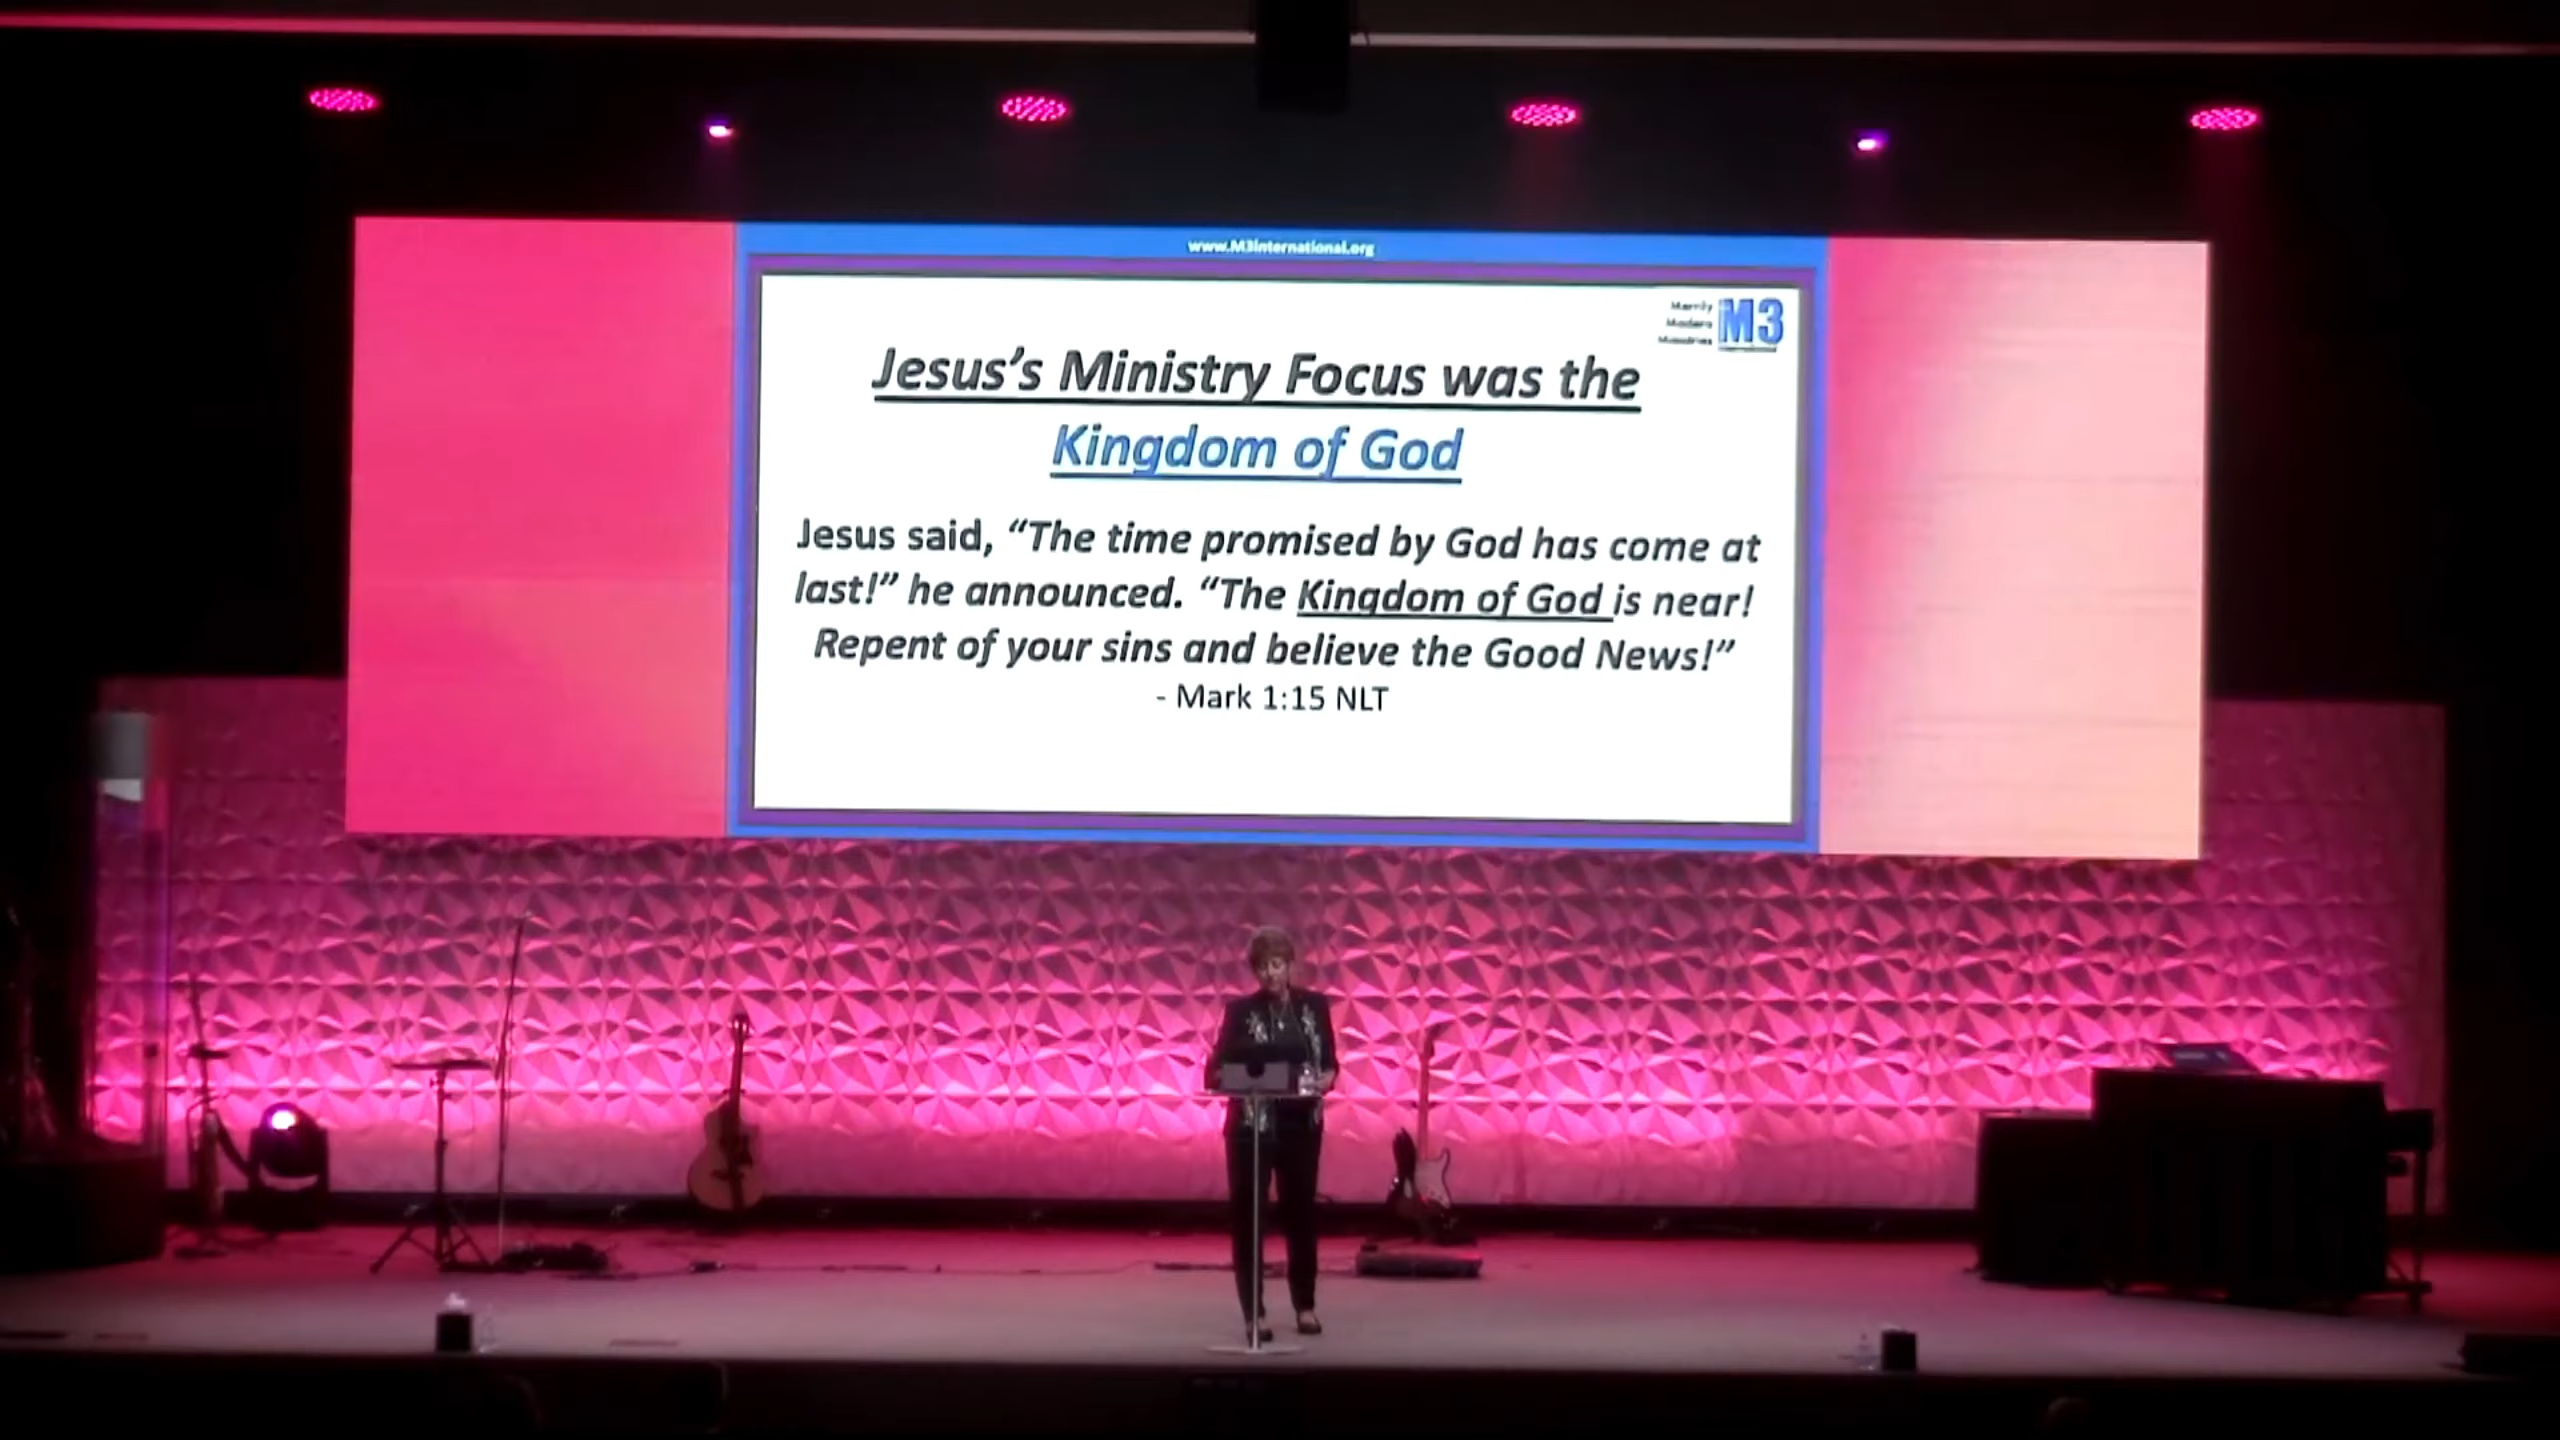 www.M3international.org
M3
Jesus's Ministry Focus was the
Kingdom of God
Jesus said, “The time promised by God has come at
last!” he announced. “The Kingdom of God is near!
Repent of your sins and believe the Good News!”
- Mark 1:15 NLT